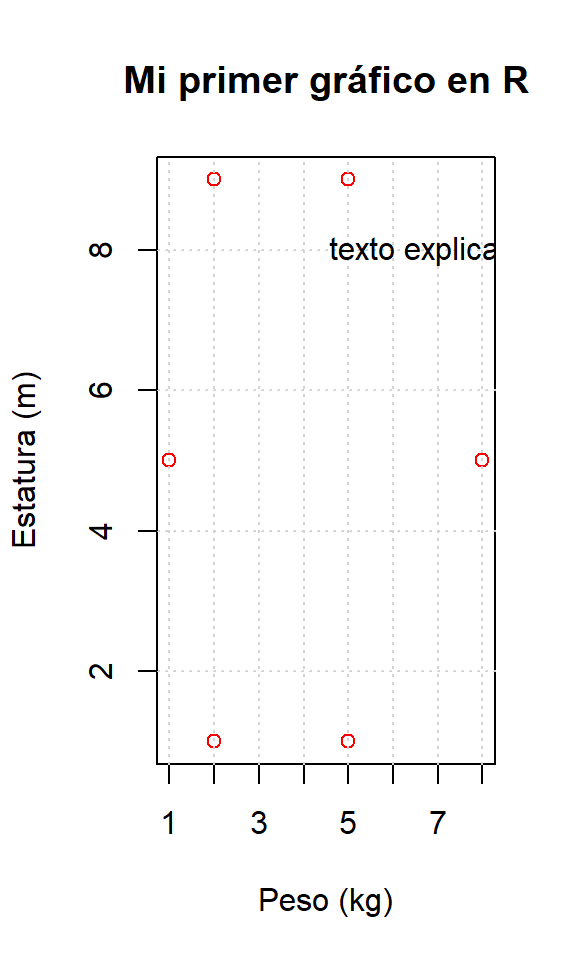 Mi primer gráfico en R
texto explica
8
6
4
2
Estatura (m)
1 3 5 7
Peso (kg)